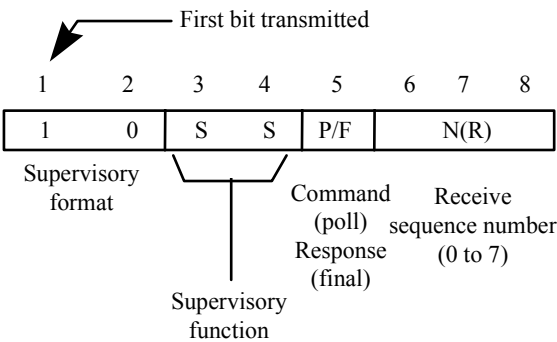 First bit transmitted
1 2 3 4 5 6 7 8
1 0 S S P/F N(R)
Supervisory
format
Supervisory
function
Command
(poll)
Response
(final)
Receive
sequence number
(0 to 7)